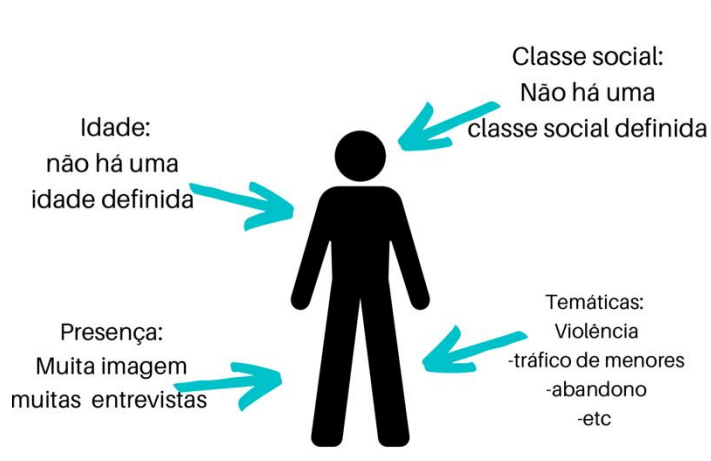 Classe social:
Não há uma
classe social definida
Idade:
não há uma
idade definida
Presença:
Muita imagem
muitas entrevistas
Temáticas:
Violência
-tráfico de menores
-abandono
-etc